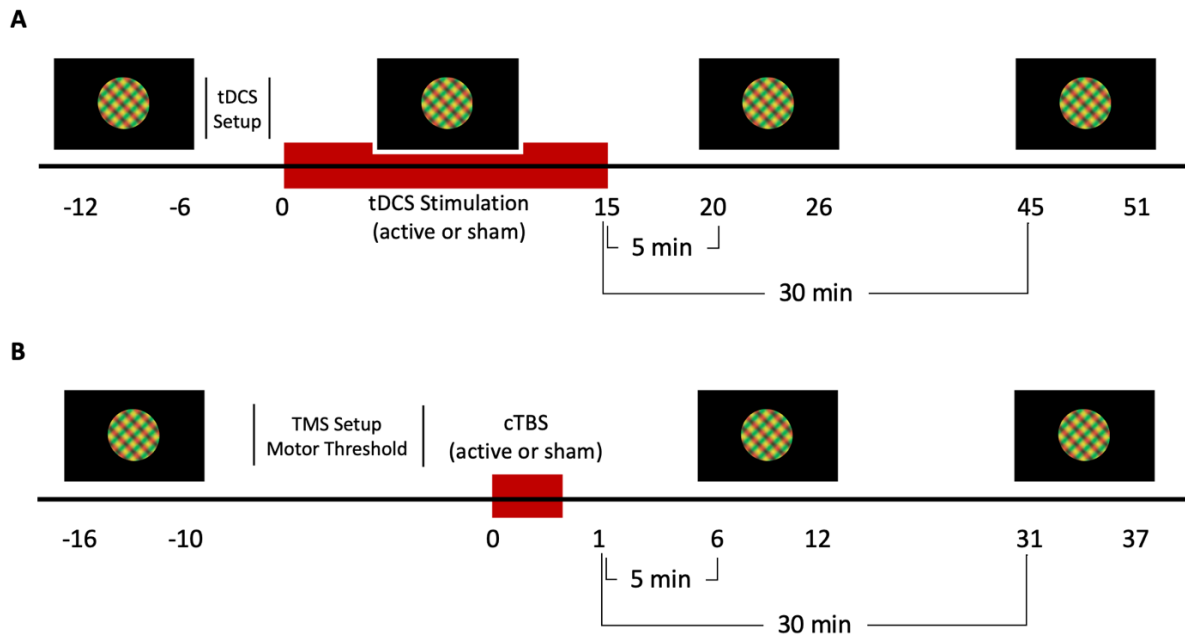 A
tDCS
Setup
-12 -6 0 15 20 26 45 51
tDCS Stimulation
(active or sham)
5 min
30 min
B
TMS Setup
Motor Threshold
cTBS
(active or sham)
-16 -10 0 1 6 12 31 37
5 min
30 min